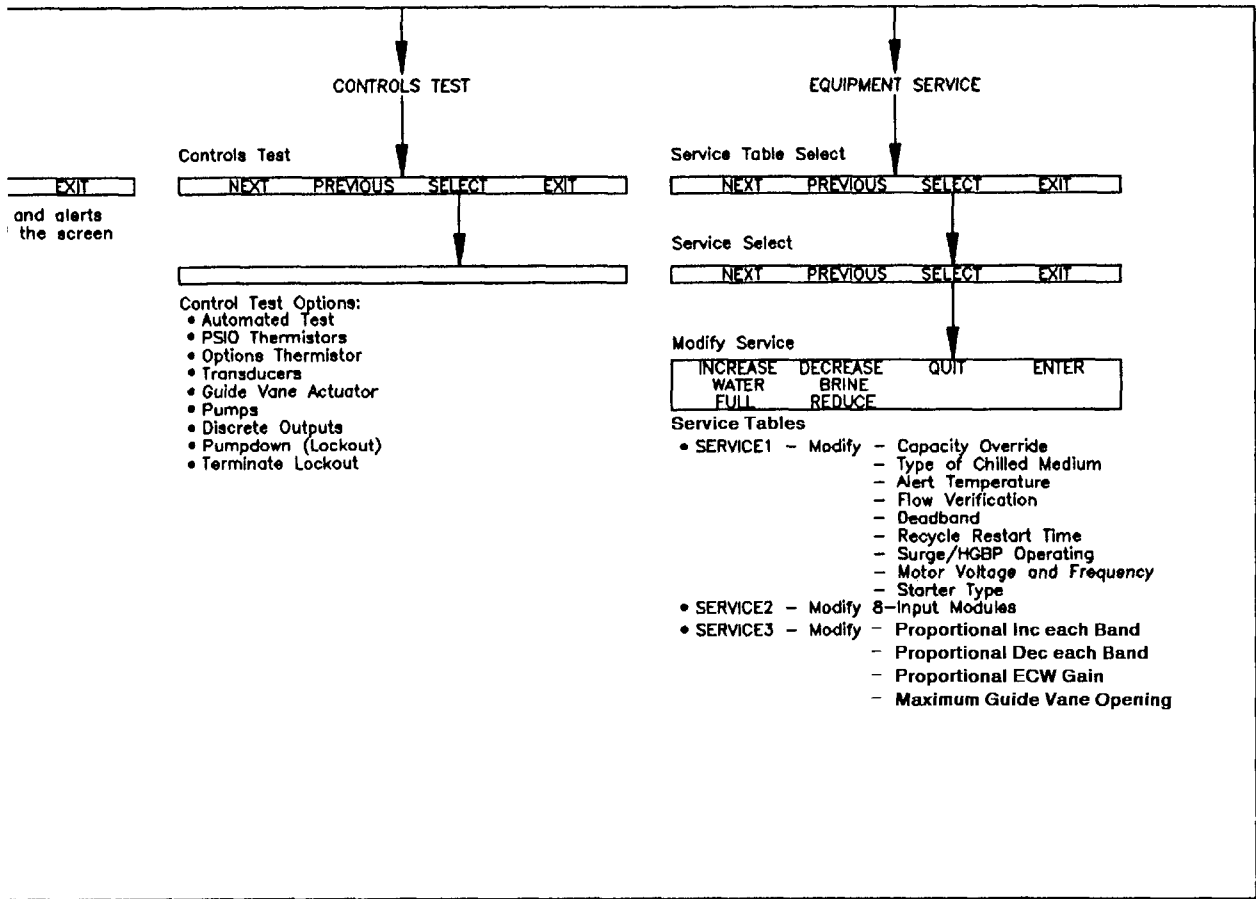 EXIT
and alerts
the screen
CONTROLS TEST
Controls Test
NEXT PREVIOUS SELECT EXIT
Control Test Options:
• Automated Test
• PSIO Thermistors
• Options Thermistor
• Transducers
• Guide Vane Actuator
• Pumps
• Discrete Outputs
• Pumpdown (Lockout)
• Terminate Lockout
EQUIPMENT SERVICE
Service Table Select
NEXT PREVIOUS SELECT EXIT
Service Select
NEXT PREVIOUS SELECT EXIT
Modify Service
INCREASE DECREASE QUIT ENTER
WATER BRINE
FULL REDUCE
Service Tables
• SERVICE1 – Modify – Capacity Override
– Type of Chilled Medium
– Alert Temperature
– Flow Verification
– Deadband
– Recycle Restart Time
– Surge/HGBP Operating
– Motor Voltage and Frequency
– Starter Type
• SERVICE2 – Modify 8–Input Modules
• SERVICE3 – Modify – Proportional Inc each Band
– Proportional Dec each Band
– Proportional ECW Gain
– Maximum Guide Vane Opening